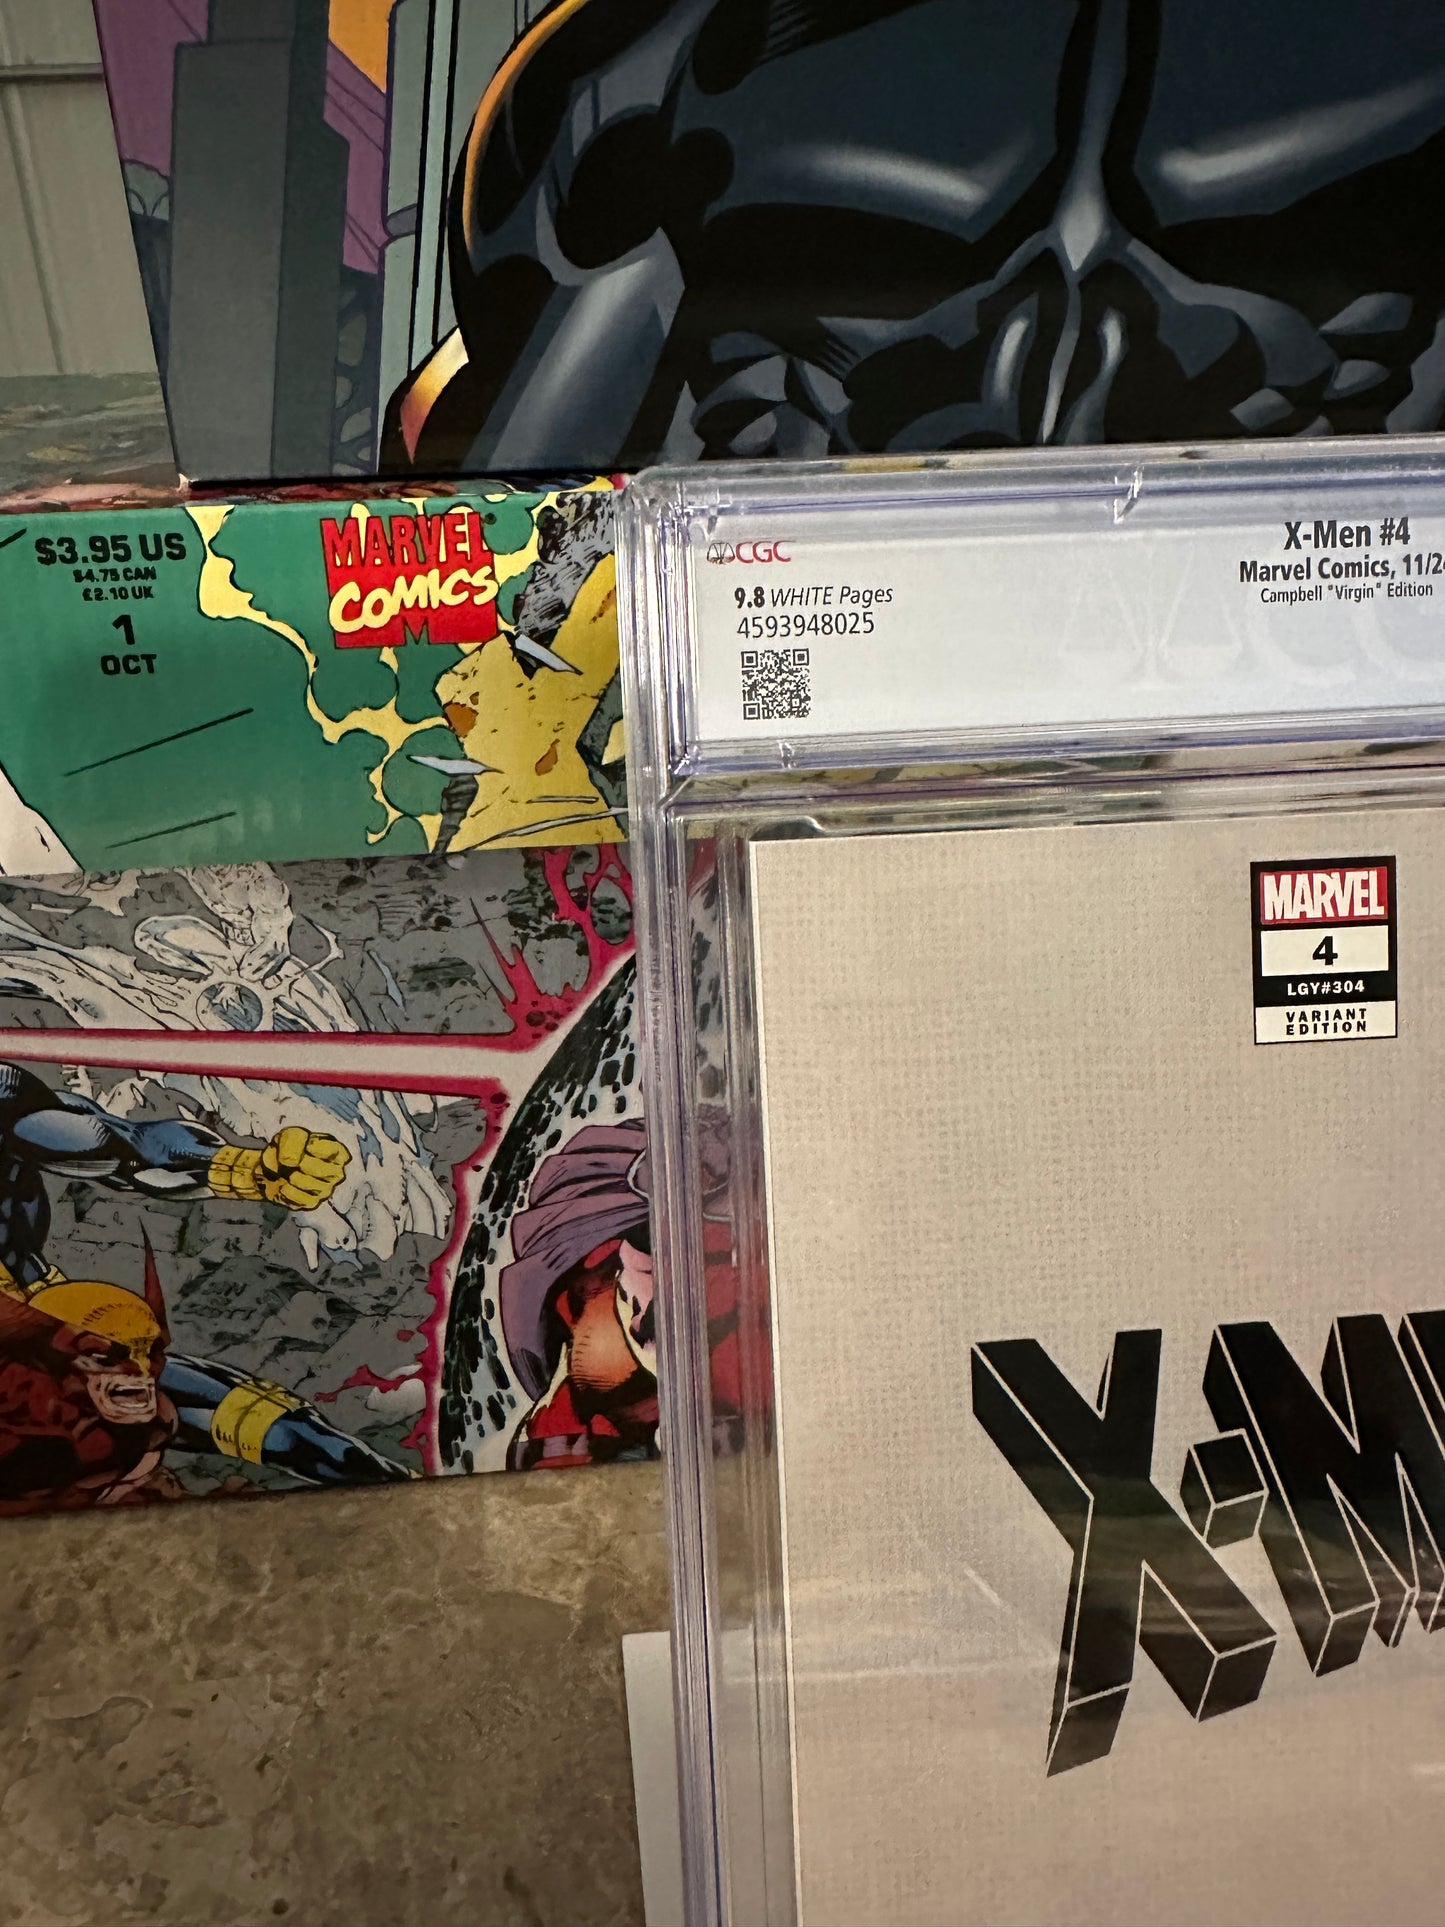 $3.95 US
$4.75 CAN
£2.10 UK
1
OCT
MARVEL
COMICS
M
CGC
9.8 WHITE Pages
4593948025
X-Men #4
Marvel Comics, 11/2
Campbell "Virgin" Edition
MARVEL
4
LGY#304
VARIANT
EDITION
X-M